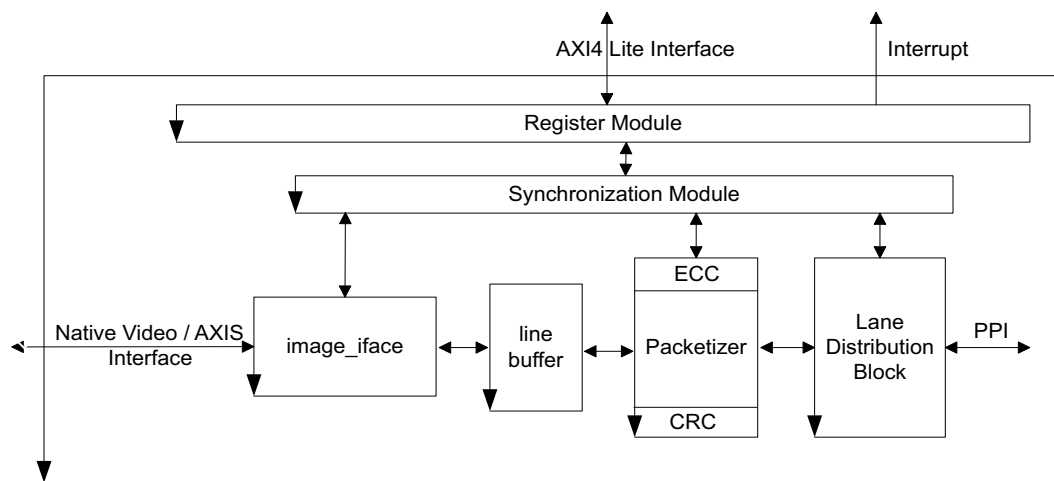 AXI4 Lite Interface
Interrupt
Register Module
Synchronization Module
ECC
Native Video / AXIS
Interface
image_iface
line
buffer
Packetizer
Lane
Distribution
Block
PPI
CRC